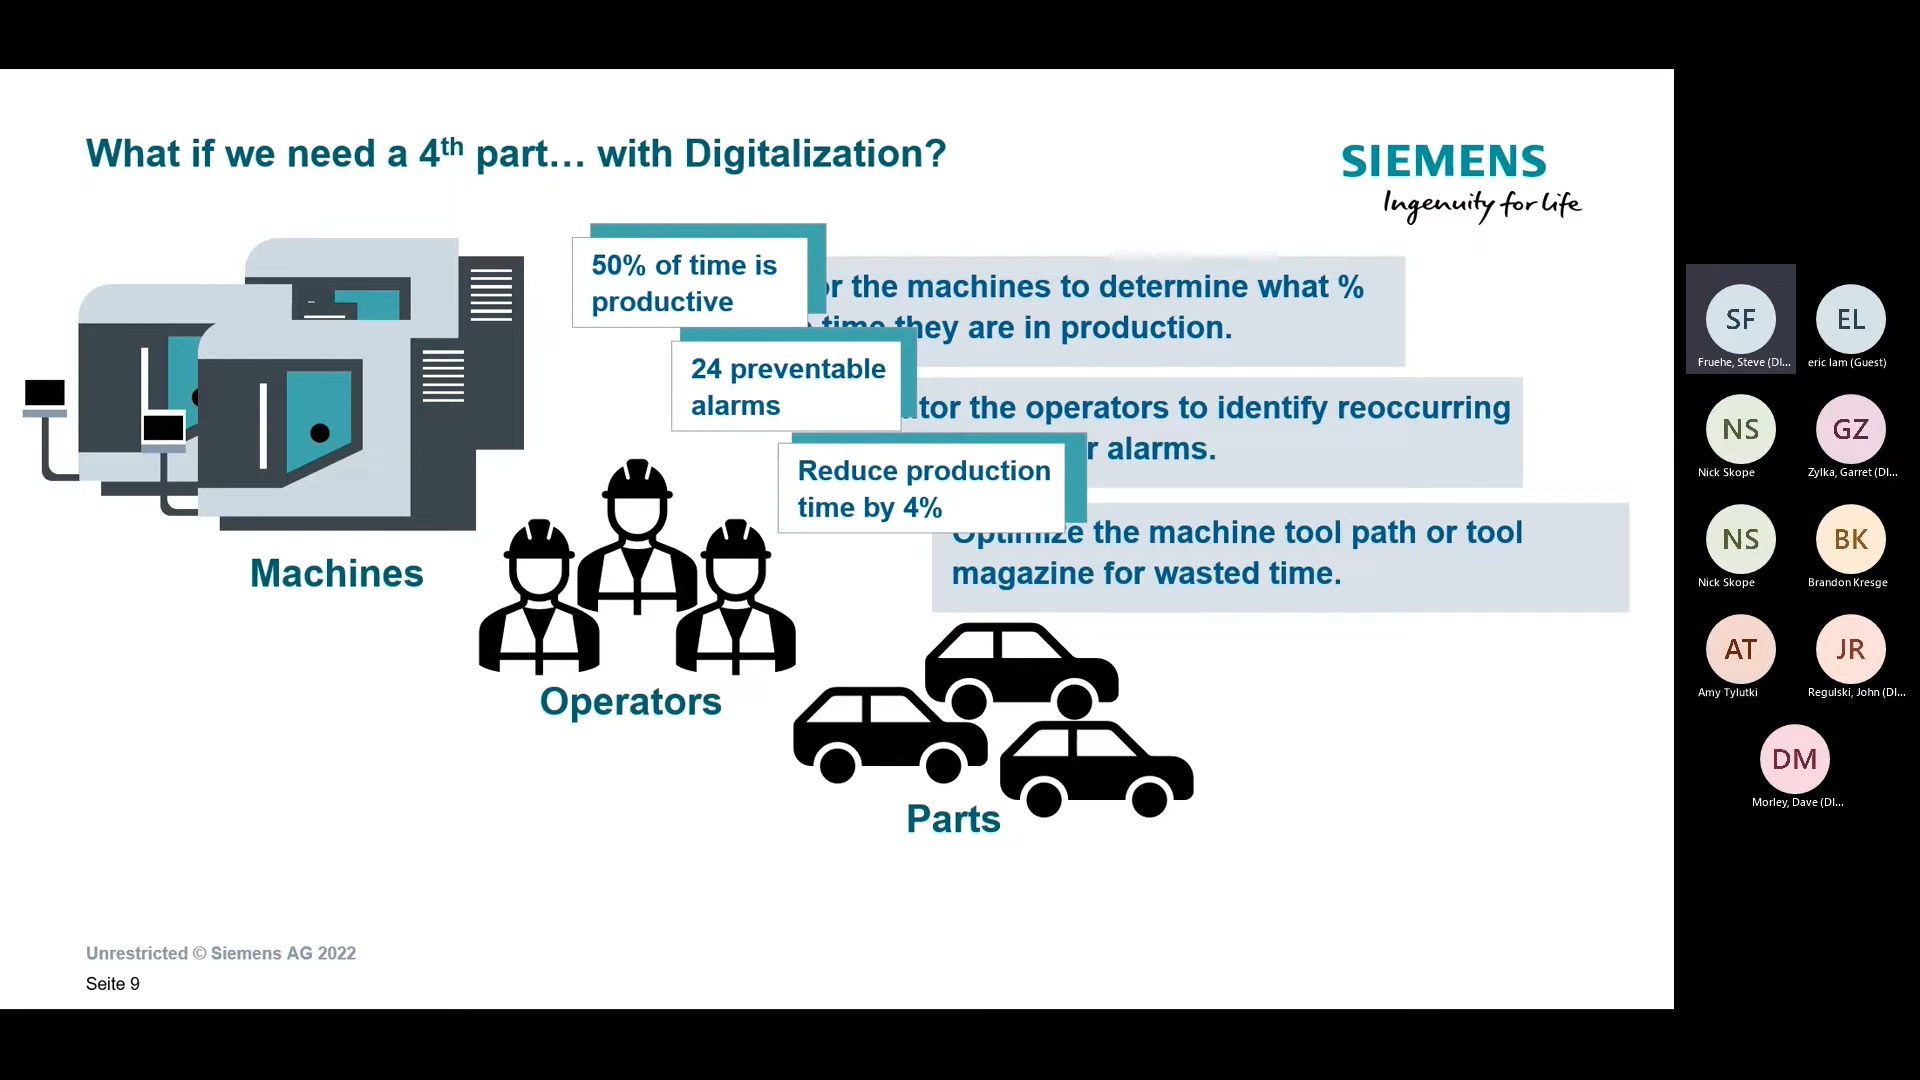 What if we need a 4th part… with Digitalization?
SIEMENS
Ingenuity for life
50% of time is
productive
the machines to determine what %
time they are in production.
24 preventable
alarms
the operators to identify reoccurring
alarms.
Reduce production
time by 4%
Optimize the machine tool path or tool
magazine for wasted time.
Machines
Operators
Parts
Unrestricted © Siemens AG 2022
Seite 9
SF
Fruehe, Steve (DI...
EL
eric lam (Guest)
NS
Nick Skope
GZ
Zylka, Garret (DI...
NS
Nick Skope
BK
Brandon Kresge
AT
Amy Tylutki
JR
Regulski, John (DI...
DM
Morley, Dave (DI...